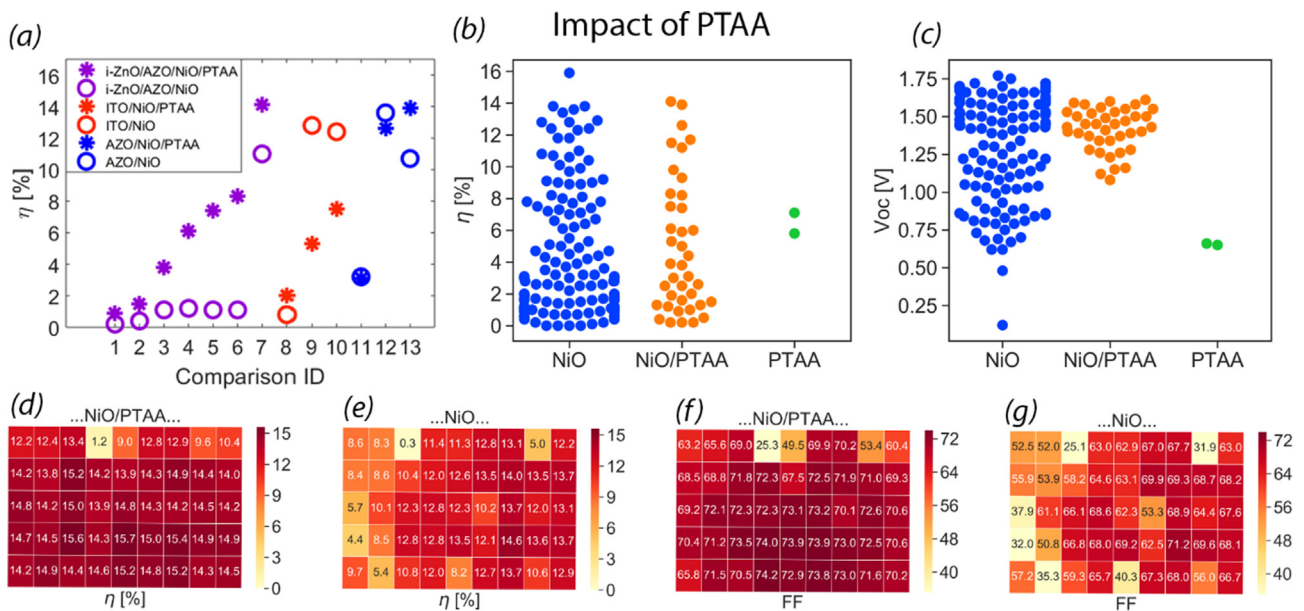 Impact of PTAA
(a)
i-ZnO/AZO/NiO/PTAA
i-ZnO/AZO/NiO
ITO/NiO/PTAA
ITO/NiO
AZO/NiO/PTAA
AZO/NiO
16
14
12
10
8
6
4
2
0
η [%]
1 2 3 4 5 6 7 8 9 10 11 12 13
Comparison ID
(b)
16
14
12
10
8
6
4
2
0
η [%]
NiO NiO/PTAA PTAA
(c)
1.75
1.50
1.25
1.00
0.75
0.50
0.25
Voc [V]
NiO NiO/PTAA PTAA
(d)
...NiO/PTAA...
12.2 12.4 13.4 1.2 9.0 12.8 12.9 9.6 10.4
14.2 13.8 15.2 14.2 13.9 14.3 14.9 14.4 14.0
14.8 14.2 15.0 13.9 14.8 14.3 14.2 14.5 14.2
14.7 14.5 15.6 14.3 15.7 15.0 15.4 14.9 14.9
14.2 14.9 14.1 14.6 15.2 14.8 15.2 14.3 14.5
η [%]
15
12
9
6
3
0
(e)
...NiO...
8.6 8.3 0.3 11.4 11.3 12.8 13.1 5.0 12.2
8.4 8.6 10.4 12.0 12.6 13.5 14.0 13.5 13.7
5.7 10.1 12.3 12.7 12.3 10.2 13.7 12.0 13.1
4.4 8.5 12.8 12.8 13.5 12.1 14.6 13.6 13.7
9.7 5.4 10.8 12.0 8.2 12.7 13.7 10.6 12.9
η [%]
15
12
9
6
3
0
(f)
...NiO/PTAA...
63.2 65.6 69.0 25.3 49.5 69.9 70.2 53.4 60.4
68.5 68.8 71.8 72.3 67.5 72.5 71.9 71.0 69.3
69.2 72.1 72.3 72.3 73.1 73.2 70.1 72.6 70.6
70.4 71.2 73.5 74.0 73.9 73.9 73.0 72.5 70.6
65.8 71.5 70.5 74.2 72.9 73.8 73.0 71.6 70.2
FF
72
64
56
48
40
(g)
...NiO...
52.5 52.0 25.1 63.0 62.9 67.0 67.7 31.9 63.0
55.9 53.9 58.2 64.6 63.1 69.9 69.3 68.7 68.2
37.9 61.1 66.1 68.6 62.3 53.3 68.9 64.4 67.6
32.0 50.8 66.8 68.0 69.2 62.5 71.2 69.6 68.1
57.2 35.3 59.3 65.7 40.3 67.3 68.0 56.0 66.7
FF
72
64
56
48
40